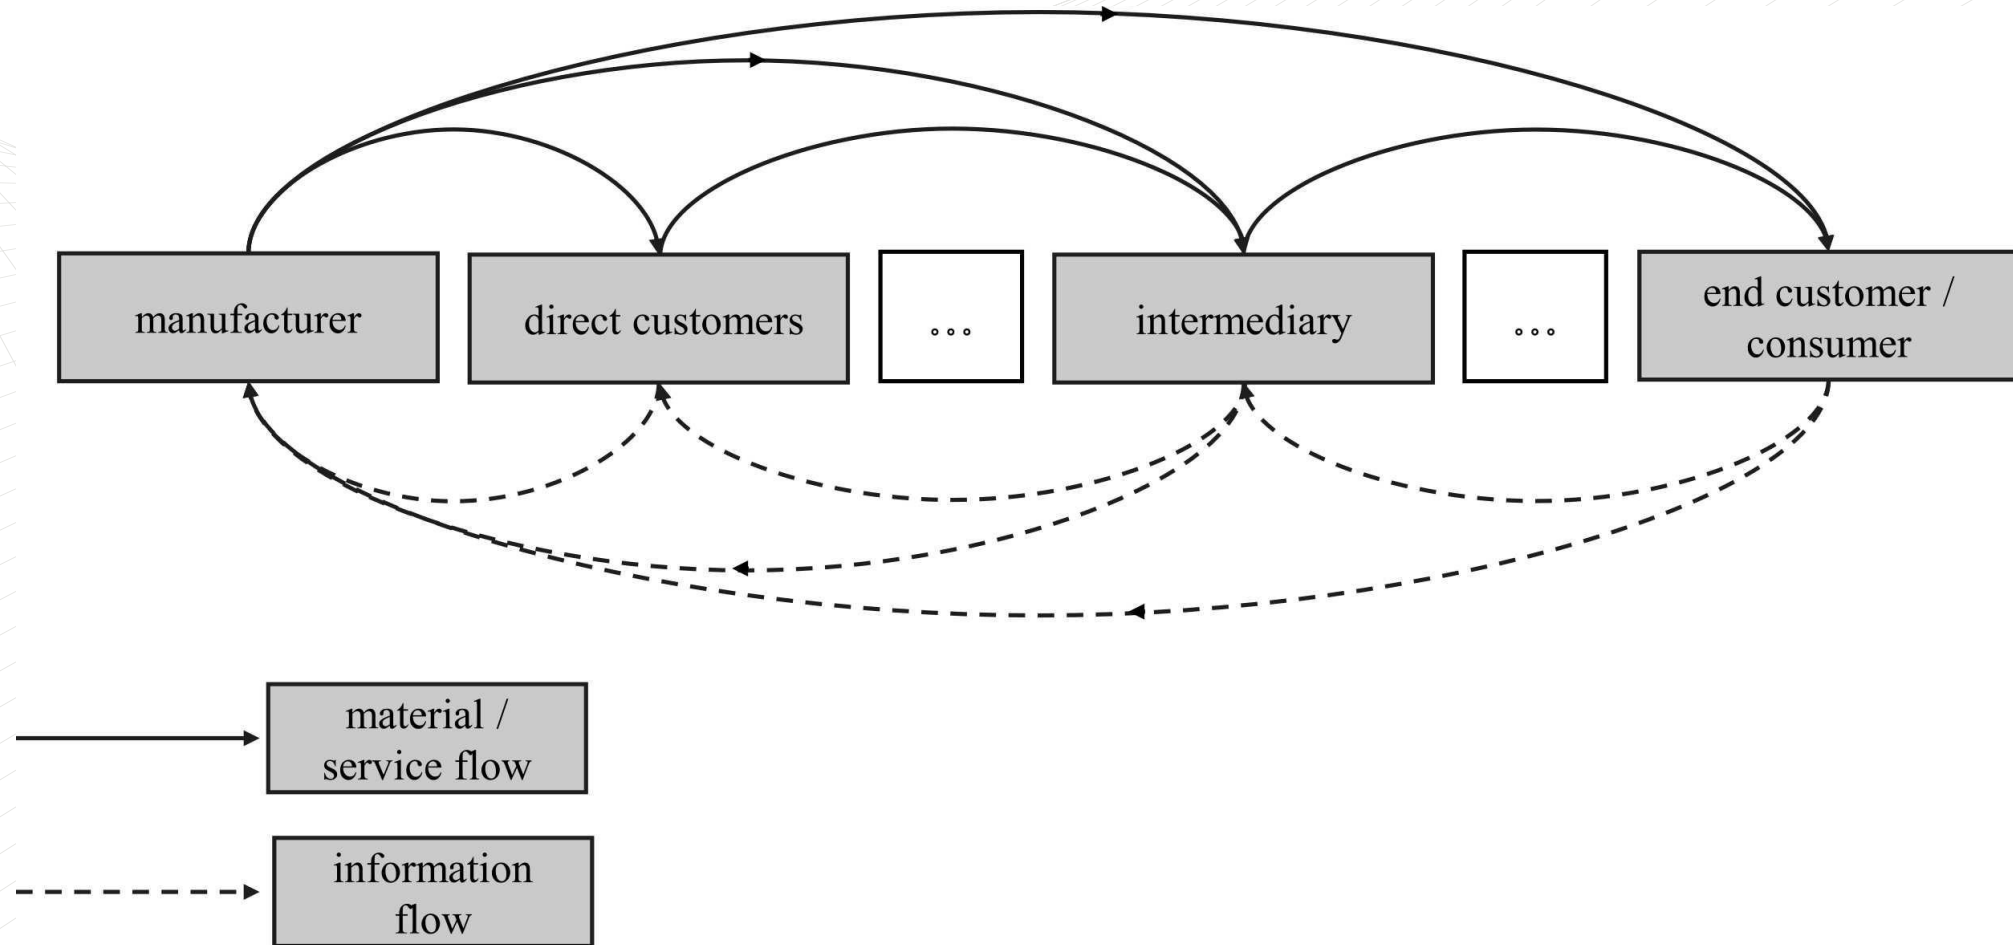 manufacturer
direct customers
...
intermediary
...
end customer /
consumer
material /
service flow
information
flow